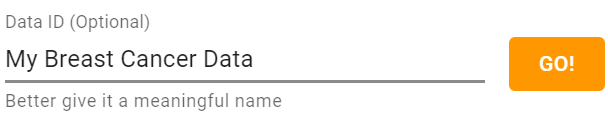 Data ID (Optional)
My Breast Cancer Data
GO!
Better give it a meaningful name